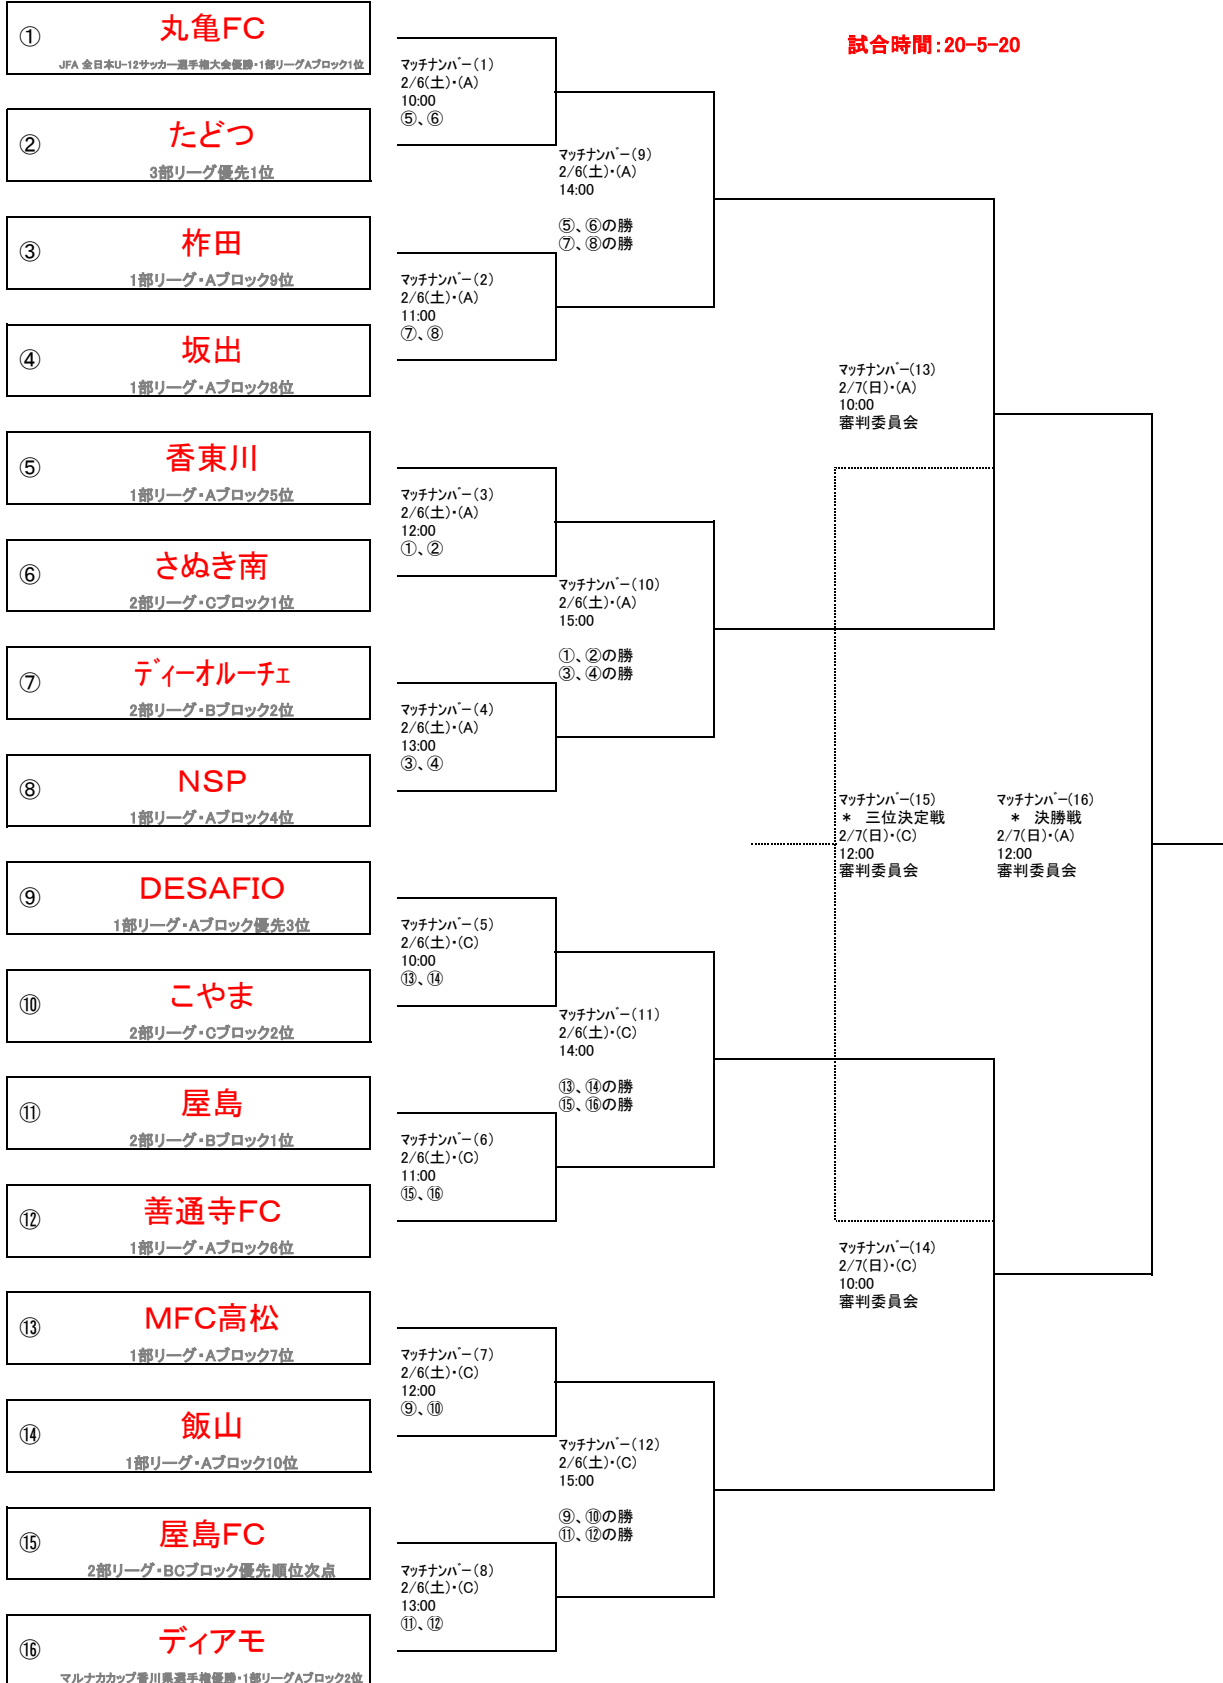 試合時間：20-5-20
① 丸亀FC
JFA 全日本U-12サッカー選手権大会優勝・1部リーグAブロック1位
② たどつ
3部リーグ優先1位
③ 柞田
1部リーグ・Aブロック9位
④ 坂出
1部リーグ・Aブロック8位
⑤ 香東川
1部リーグ・Aブロック5位
⑥ さぬき南
2部リーグ・Cブロック1位
⑦ ディーオルーチェ
2部リーグ・Bブロック2位
⑧ NSP
1部リーグ・Aブロック4位
⑨ DESAFIO
1部リーグ・Aブロック優先3位
⑩ こやま
2部リーグ・Cブロック2位
⑪ 屋島
2部リーグ・Bブロック1位
⑫ 善通寺FC
1部リーグ・Aブロック6位
⑬ MFC高松
1部リーグ・Aブロック7位
⑭ 飯山
1部リーグ・Aブロック10位
⑮ 屋島FC
2部リーグ・BCブロック優先順位次点
⑯ ディアモ
マルナカカップ香川県選手権優勝・1部リーグAブロック2位
マッチナンバー(1)
2/6(土)・(A)
10:00
⑤、⑥
マッチナンバー(2)
2/6(土)・(A)
11:00
⑦、⑧
マッチナンバー(3)
2/6(土)・(A)
12:00
①、②
マッチナンバー(4)
2/6(土)・(A)
13:00
③、④
マッチナンバー(5)
2/6(土)・(C)
10:00
⑬、⑭
マッチナンバー(6)
2/6(土)・(C)
11:00
⑮、⑯
マッチナンバー(7)
2/6(土)・(C)
12:00
⑨、⑩
マッチナンバー(8)
2/6(土)・(C)
13:00
⑪、⑫
マッチナンバー(9)
2/6(土)・(A)
14:00
⑤、⑥の勝
⑦、⑧の勝
マッチナンバー(10)
2/6(土)・(A)
15:00
①、②の勝
③、④の勝
マッチナンバー(11)
2/6(土)・(C)
14:00
⑬、⑭の勝
⑮、⑯の勝
マッチナンバー(12)
2/6(土)・(C)
15:00
⑨、⑩の勝
⑪、⑫の勝
マッチナンバー(13)
2/7(日)・(A)
10:00
審判委員会
マッチナンバー(14)
2/7(日)・(C)
10:00
審判委員会
マッチナンバー(15)
* 三位決定戦
2/7(日)・(C)
12:00
審判委員会
マッチナンバー(16)
* 決勝戦
2/7(日)・(A)
12:00
審判委員会